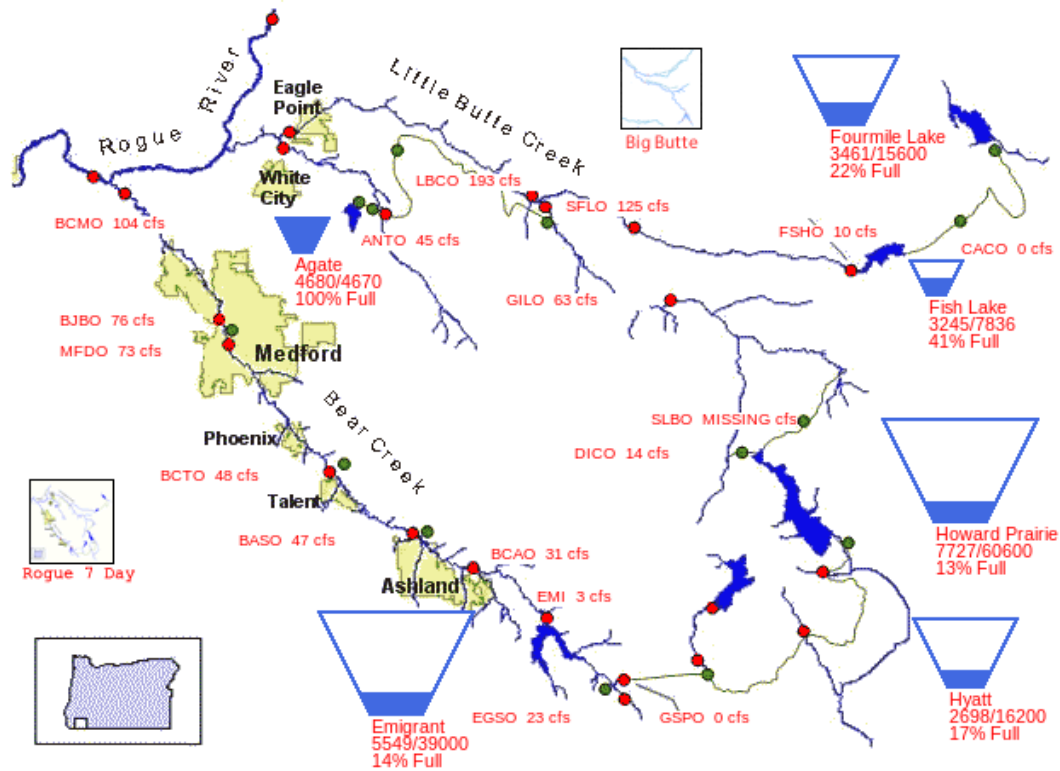 Rogue River
Eagle
Point
Little Butte Creek
Big Butte
Fourmile Lake
3461/15600
22% Full
White
City
LBCO 193 cfs
SFLO 125 cfs
BCMO 104 cfs
ANTO 45 cfs
FSHO 10 cfs
CACO 0 cfs
Agate
4680/4670
100% Full
GILO 63 cfs
Fish Lake
3245/7836
41% Full
BJBO 76 cfs
MFDO 73 cfs
Medford
Bear Creek
Phoenix
SLBO MISSING cfs
DICO 14 cfs
BCTO 48 cfs
Talent
Howard Prairie
7727/60600
13% Full
Rogue 7 Day
BASO 47 cfs
BCAO 31 cfs
Ashland
EMI 3 cfs
EGSO 23 cfs
GSPO 0 cfs
Hyatt
2698/16200
17% Full
Emigrant
5549/39000
14% Full